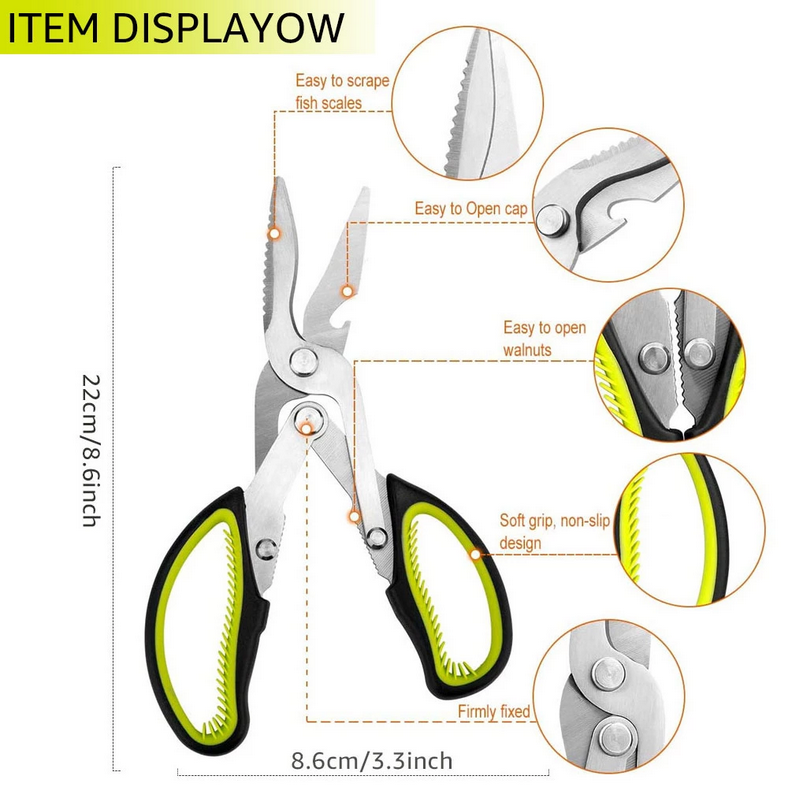 ITEM DISPLAYOW
Easy to scrape
fish scales
Easy to Open cap
Easy to open
walnuts
22cm/8.6inch
Soft grip, non-slip
design
Firmly fixed
8.6cm/3.3inch